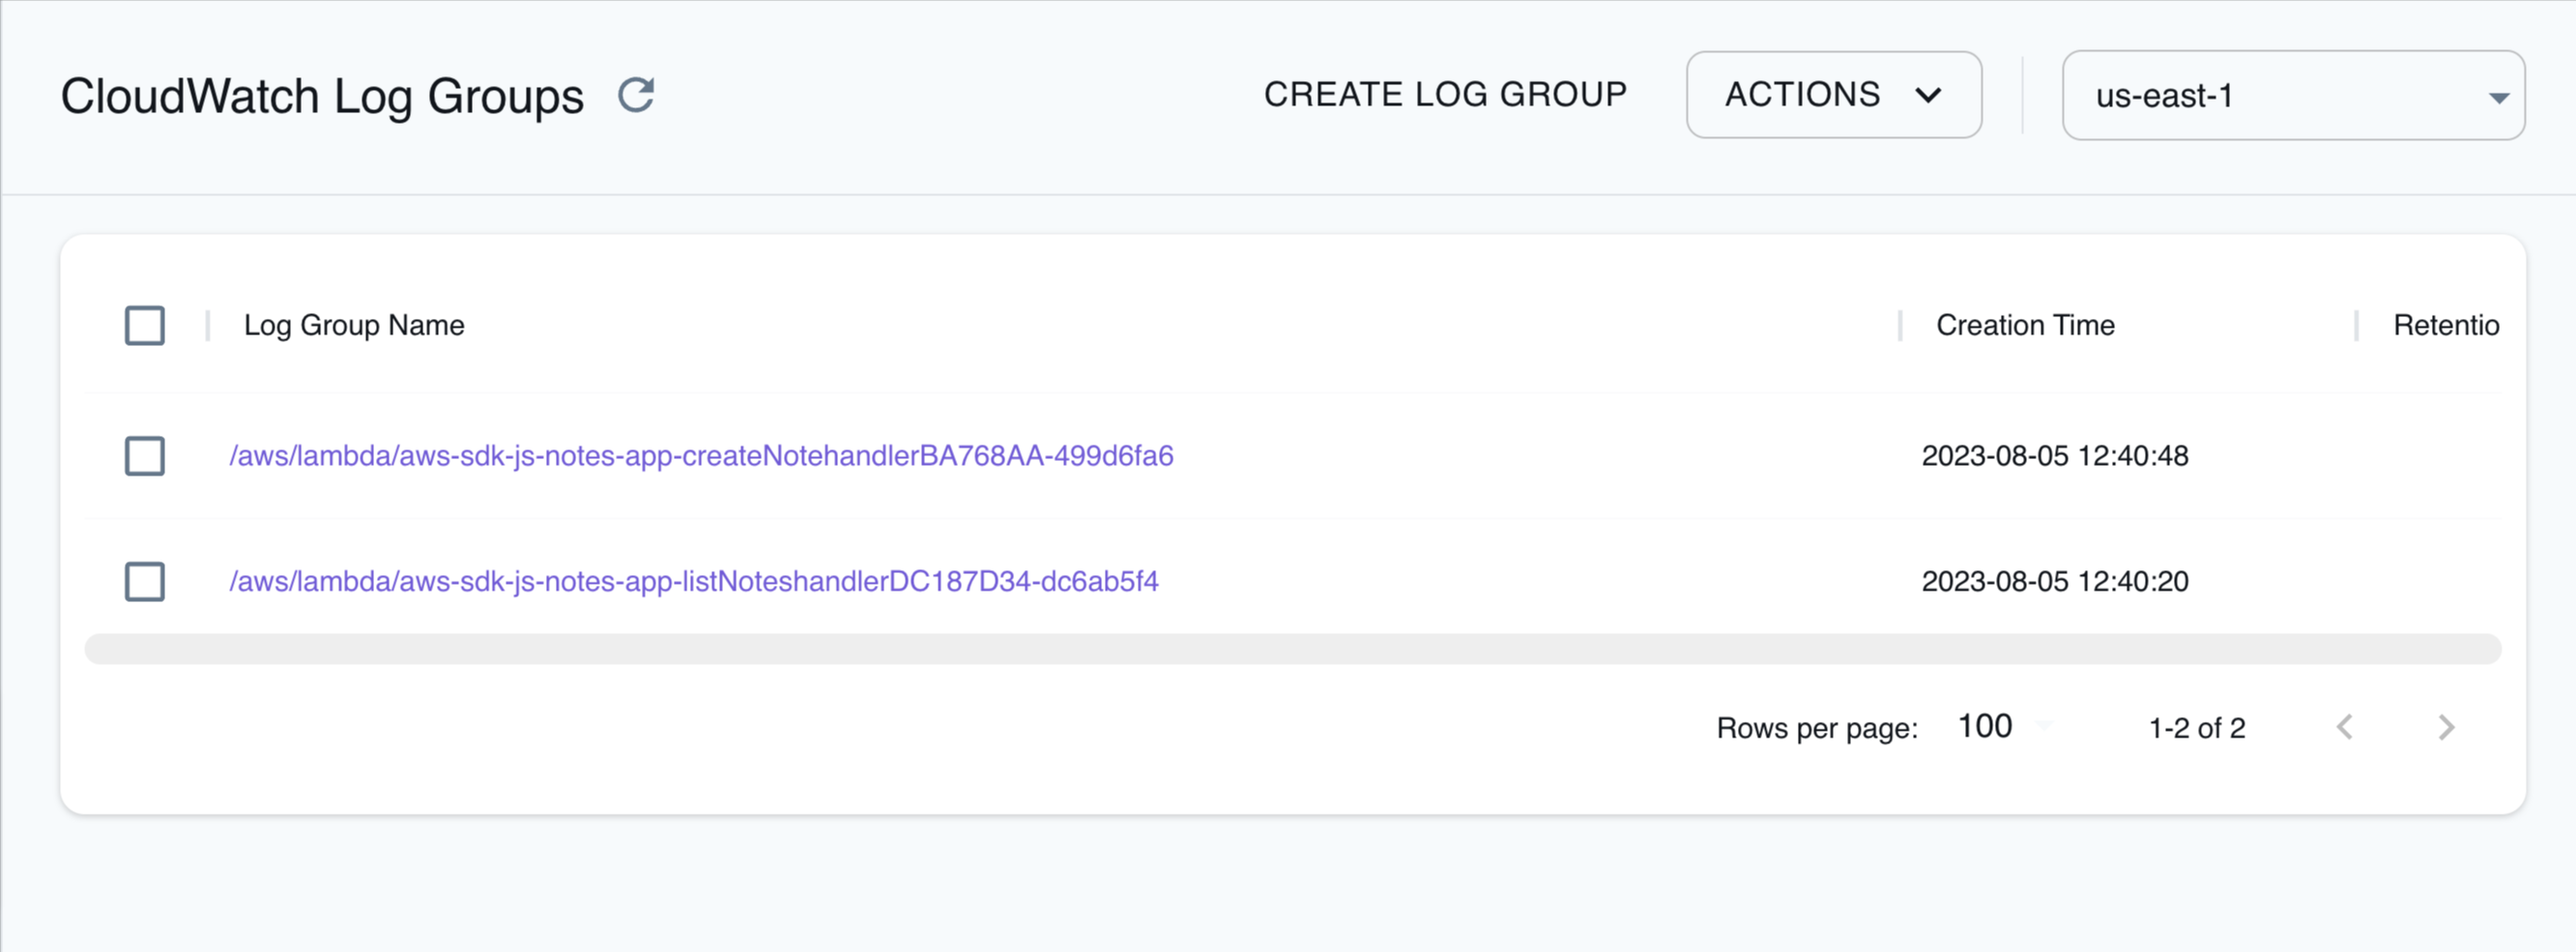 CloudWatch Log Groups
CREATE LOG GROUP
ACTIONS
us-east-1
Log Group Name
Creation Time
Retentio
/aws/lambda/aws-sdk-js-notes-app-createNotehandlerBA768AA-499d6fa6
2023-08-05 12:40:48
/aws/lambda/aws-sdk-js-notes-app-listNoteshandlerDC187D34-dc6ab5f4
2023-08-05 12:40:20
Rows per page:
100
1-2 of 2